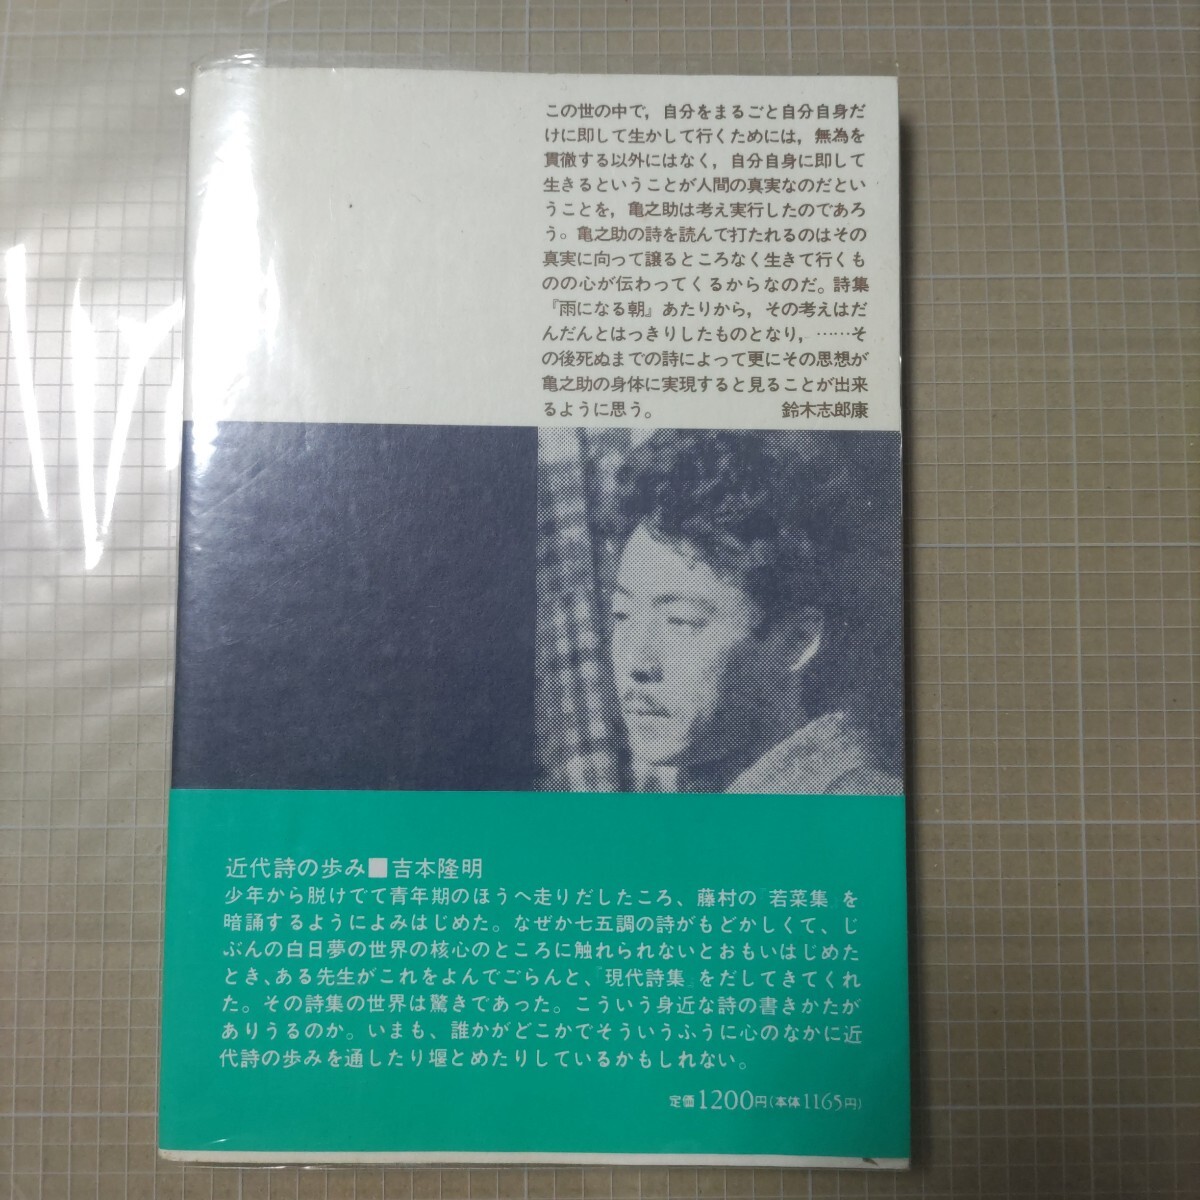 この世の中で，自分をまるごと自分自身だ
けに即して生かして行くためには，無為を
貫徹する以外にはなく，自分自身に即して
生きるということが人間の真実なのだとい
うことを，亀之助は考え実行したのであろ
う。亀之助の詩を読んで打たれるのはその
真実に向って譲るところなく生きて行くも
のの心が伝わってくるからなのだ。詩集
『雨になる朝』あたりから，その考えはだ
んだんとはっきりしたものとなり，……そ
の後死ぬまでの詩によって更にその思想が
亀之助の身体に実現すると見ることが出来
るように思う。　鈴木志郎康
近代詩の歩み■吉本隆明
少年から脱けでて青年期のほうへ走りだしたころ、藤村の『若菜集』を
暗誦するようによみはじめた。なぜか七五調の詩がもどかしくて、じ
ぶんの白日夢の世界の核心のところに触れられないとおもいはじめた
とき、ある先生がこれをよんでごらんと、『現代詩集』をだしてきてくれ
た。その詩集の世界は驚きであった。こういう身近な詩の書きかたが
ありうるのか。いまも、誰かがどこかでそういうふうに心のなかに近
代詩の歩みを通したり堰とめたりしているかもしれない。
定価1200円(本体1165円)